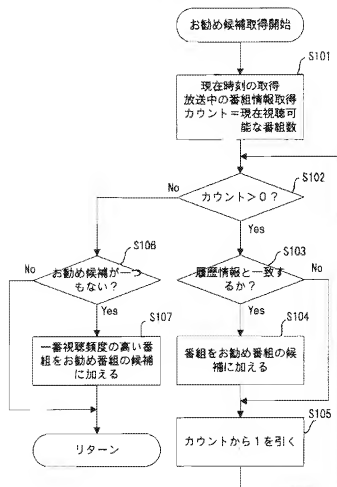 お勧め候補取得開始
S101
現在時刻の取得
放送中の番組情報取得
カウント＝現在視聴可
能な番組数
S102
No
カウント＞0？
Yes
S106
S103
No
お勧め候補が一つ
もない？
履歴情報と一致す
るか？
No
Yes
S107
Yes
S104
一番視聴頻度の高い番
組をお勧め番組の候補
に加える
番組をお勧め番組の候
補に加える
S105
リターン
カウントから1を引く